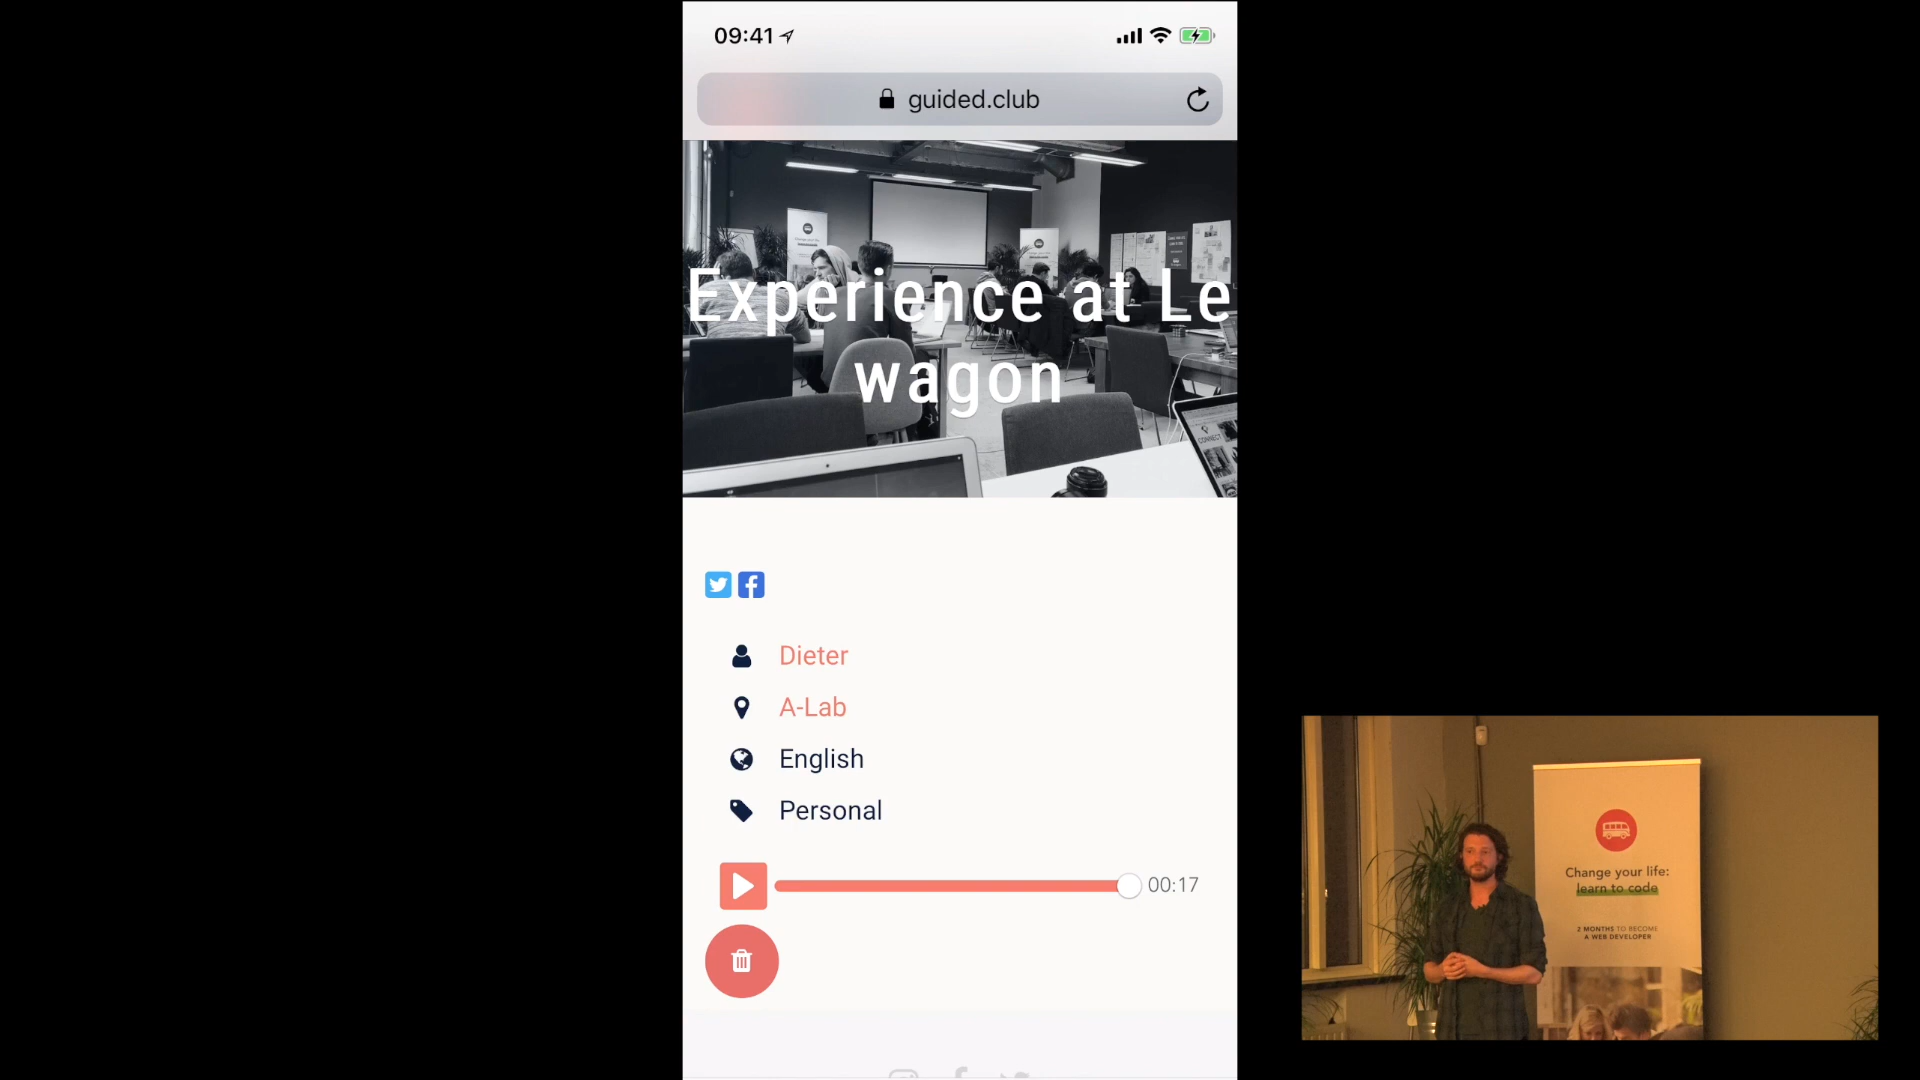 09:41
guided.club
Experience at Le
wagon
Dieter
A-Lab
English
Personal
00:17
Change your life:
learn to code
2 MONTHS TO BECOME
A WEB DEVELOPER
CONNECT